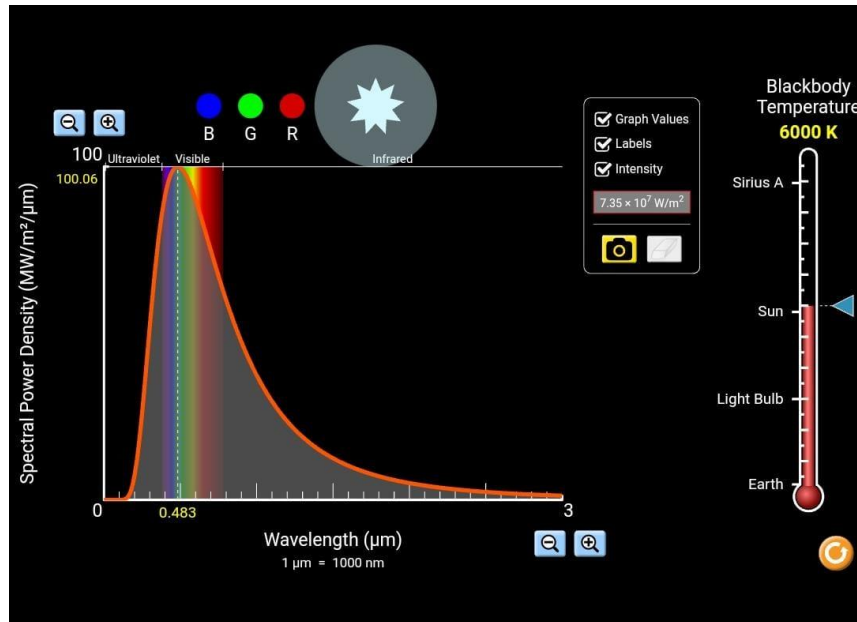 Blackbody
Temperature
6000 K
B G R
Graph Values
Labels
Intensity
7.35 × 10⁷ W/m²
100
100.06
Ultraviolet
Visible
Infrared
Sirius A
Sun
Light Bulb
Earth
Spectral Power Density (MW/m²/μm)
0
0.483
3
Wavelength (μm)
1 μm = 1000 nm